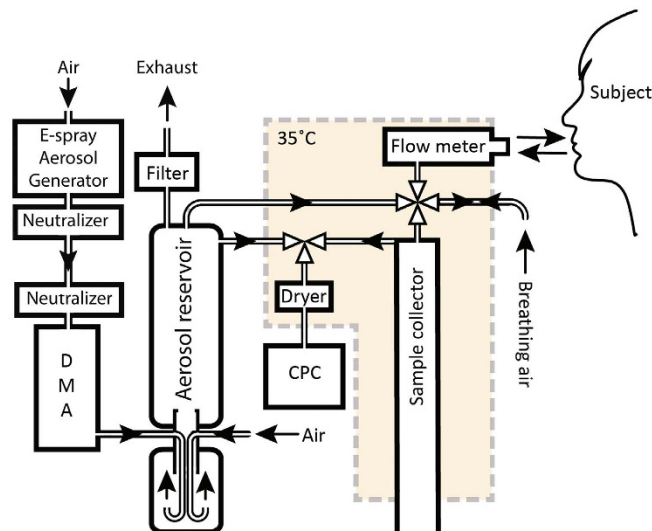 Air
Exhaust
Subject
35°C
E-spray
Aerosol
Generator
Flow meter
Filter
Neutralizer
Neutralizer
Aerosol reservoir
Dryer
CPC
Sample collector
Breathing air
D
M
A
Air